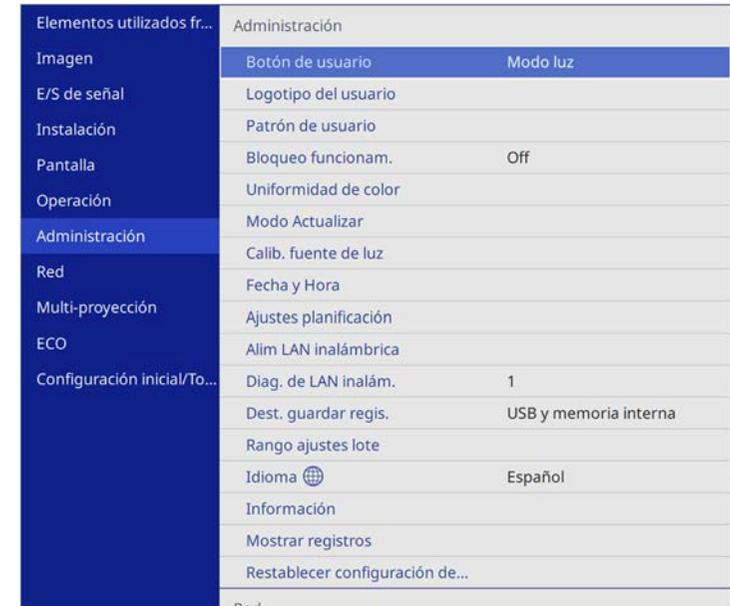 Elementos utilizados fr...
Imagen
E/S de señal
Instalación
Pantalla
Operación
Administración
Red
Multi-proyección
ECO
Configuración inicial/To...
Administración
Botón de usuario Modo luz
Logotipo del usuario
Patrón de usuario
Bloqueo funcionam. Off
Uniformidad de color
Modo Actualizar
Calib. fuente de luz
Fecha y Hora
Ajustes planificación
Alim LAN inalámbrica
Diag. de LAN inalám. 1
Dest. guardar regis. USB y memoria interna
Rango ajustes lote
Idioma Español
Información
Mostrar registros
Restablecer configuración de...